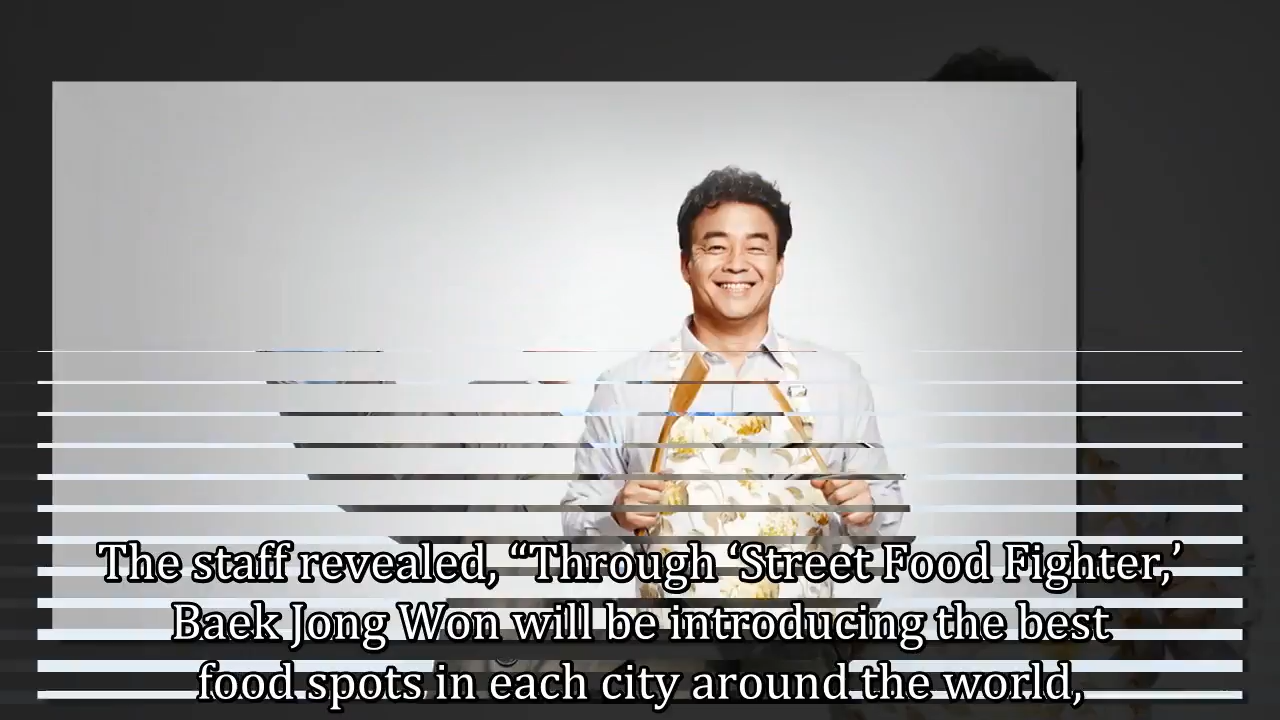 The staff revealed, “Through ‘Street Food Fighter,’
Baek Jong Won will be introducing the best
food spots in each city around the world,